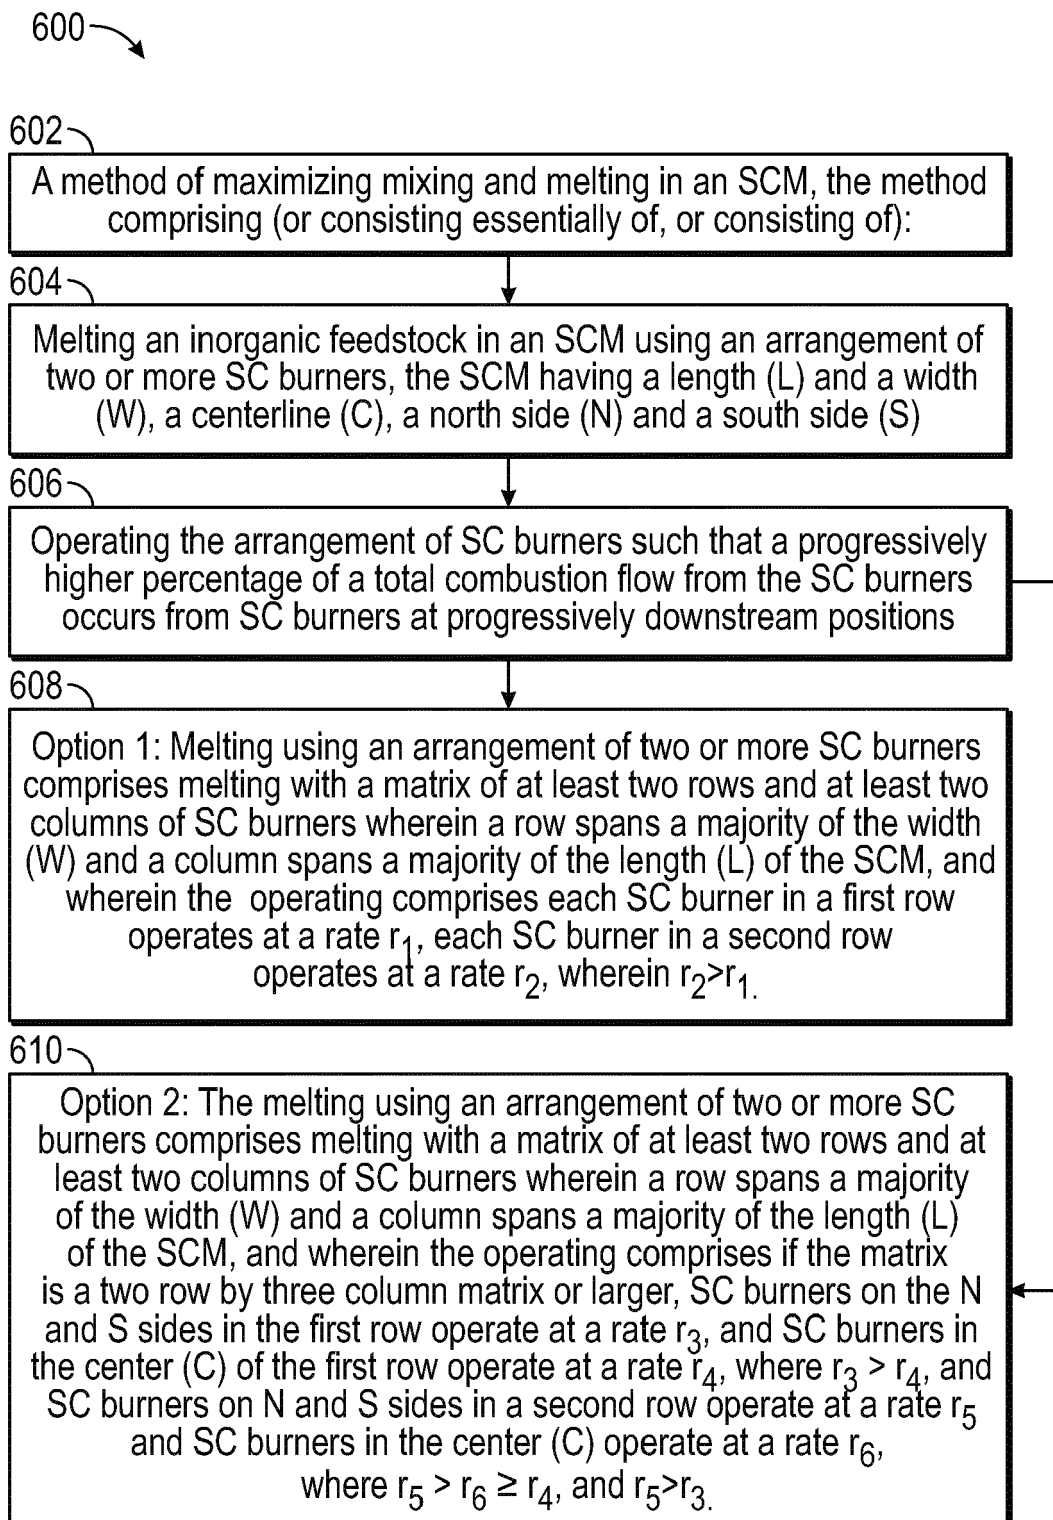 600
602
A method of maximizing mixing and melting in an SCM, the method
comprising (or consisting essentially of, or consisting of):
604
Melting an inorganic feedstock in an SCM using an arrangement of
two or more SC burners, the SCM having a length (L) and a width
(W), a centerline (C), a north side (N) and a south side (S)
606
Operating the arrangement of SC burners such that a progressively
higher percentage of a total combustion flow from the SC burners
occurs from SC burners at progressively downstream positions
608
Option 1: Melting using an arrangement of two or more SC burners
comprises melting with a matrix of at least two rows and at least two
columns of SC burners wherein a row spans a majority of the width
(W) and a column spans a majority of the length (L) of the SCM, and
wherein the operating comprises each SC burner in a first row
operates at a rate r₁, each SC burner in a second row
operates at a rate r₂, wherein r₂>r₁.
610
Option 2: The melting using an arrangement of two or more SC
burners comprises melting with a matrix of at least two rows and at
least two columns of SC burners wherein a row spans a majority
of the width (W) and a column spans a majority of the length (L)
of the SCM, and wherein the operating comprises if the matrix
is a two row by three column matrix or larger, SC burners on the N
and S sides in the first row operate at a rate r₃, and SC burners in
the center (C) of the first row operate at a rate r₄, where r₃ > r₄, and
SC burners on N and S sides in a second row operate at a rate r₅
and SC burners in the center (C) operate at a rate r₆,
where r₅ > r₆ ≥ r₄, and r₅>r₃.